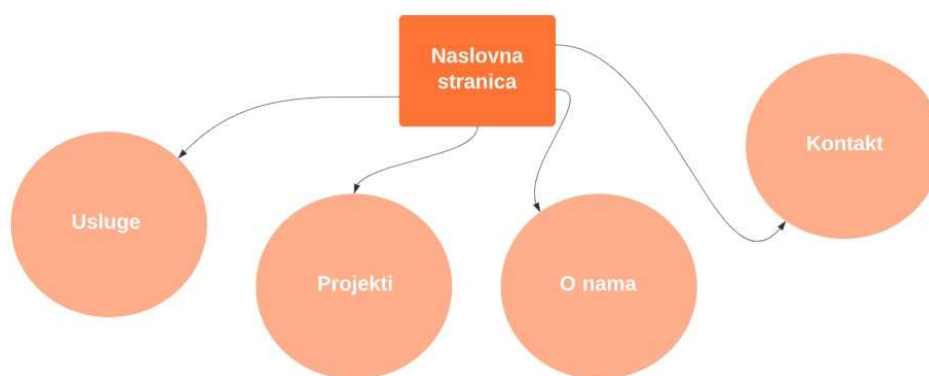 Naslovna
stranica
Kontakt
Usluge
Projekti
O nama